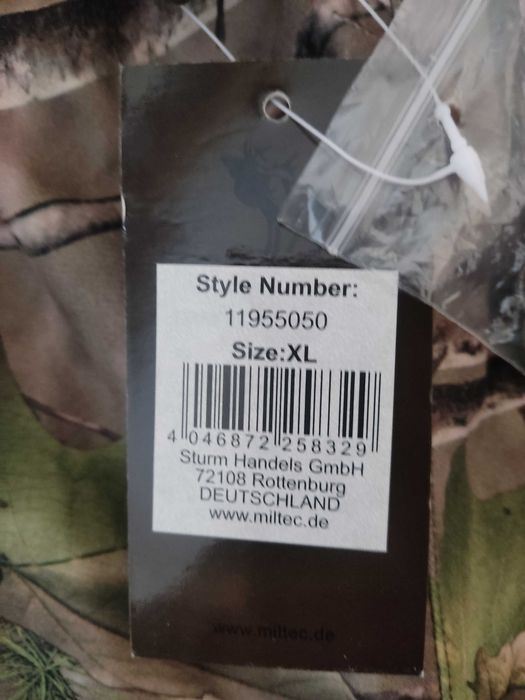 Style Number:
11955050
Size:XL
4 046872 258329
Sturm Handels GmbH
72108 Rottenburg
DEUTSCHLAND
www.miltec.de
www.miltec.de